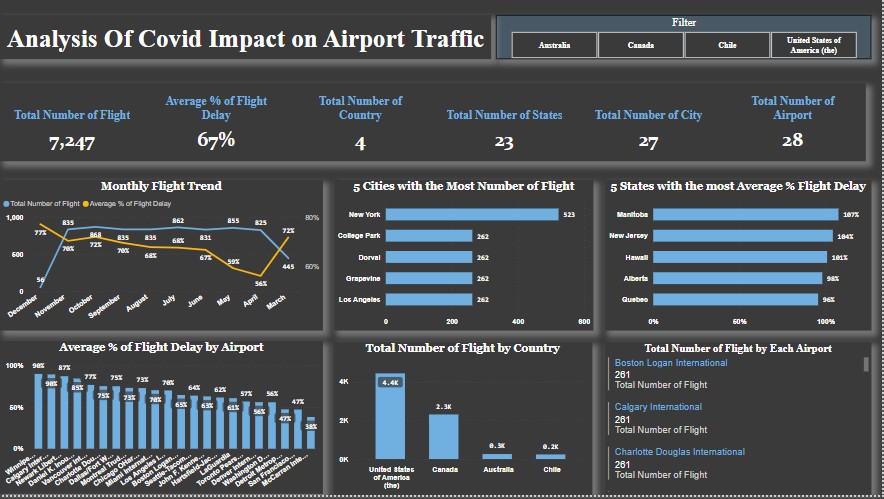 Analysis Of Covid Impact on Airport Traffic
Filter
Australia
Canada
Chile
United States of
America (the)
Total Number of Flight
7,247
Average % of Flight
Delay
67%
Total Number of
Country
4
Total Number of States
23
Total Number of City
27
Total Number of
Airport
28
Monthly Flight Trend
Total Number of Flight
Average % of Flight Delay
1,000
600
0
80%
60%
56
835
868
835
835
862
831
855
825
445
77%
70%
72%
70%
68%
68%
67%
59%
56%
72%
December
November
October
September
August
July
June
May
April
March
5 Cities with the Most Number of Flight
New York
523
College Park
262
Dorval
262
Grapevine
262
Los Angeles
262
0
200
400
600
800
5 States with the most Average % Flight Delay
Manitoba
107%
New Jersey
104%
Hawaii
101%
Alberta
98%
Quebec
96%
0%
50%
100%
Average % of Flight Delay by Airport
100%
50%
0%
90%
90%
87%
85%
77%
75%
75%
73%
73%
70%
70%
65%
64%
63%
62%
61%
57%
56%
56%
47%
47%
38%
Winnipe...
Calgary Inter...
Newark Libert...
Daniel K. Inou...
Vancouver Int...
Charlotte Dou...
Dallas/Fort W...
Montreal Trud...
Chicago OHar...
Miami Internat...
Los Angeles I...
Boston Logan...
Seattle-Tacom...
John F. Kenne...
Hartsfield-Jac...
LaGuardia
Toronto Pears...
Denver Intern...
Washington D...
Detroit Metrop...
San Francisco...
McCarran Inte...
Total Number of Flight by Country
4K
2K
0K
4.4K
2.3K
0.3K
0.2K
United States
of America
(the)
Canada
Australia
Chile
Total Number of Flight by Each Airport
Boston Logan International
261
Total Number of Flight
Calgary International
261
Total Number of Flight
Charlotte Douglas International
261
Total Number of Flight